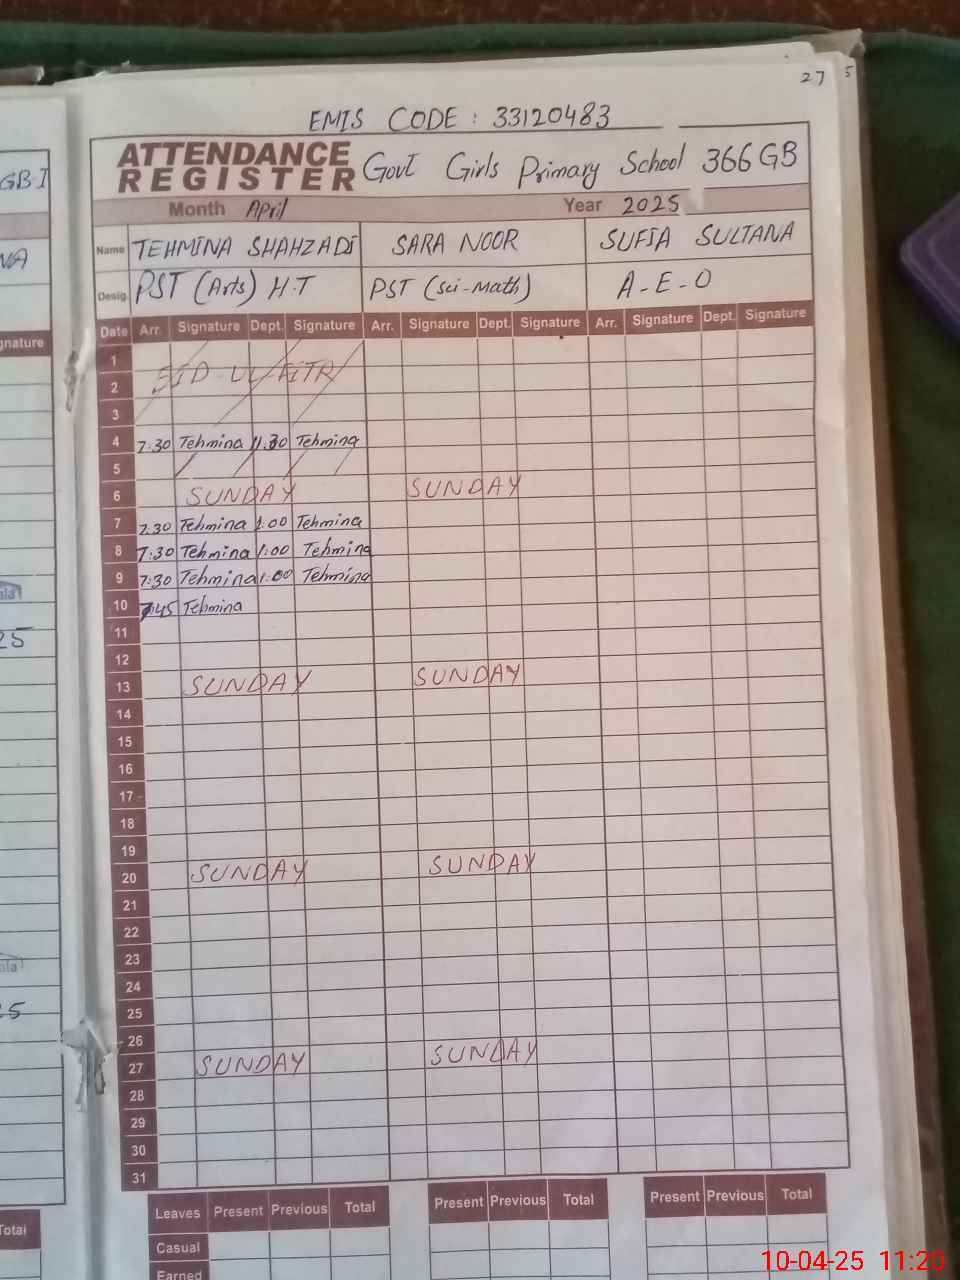 27 5
EMIS CODE : 33120483
ATTENDANCE REGISTER Govt Girls Primary School 366 GB
GB-I
Month April Year 2025
Name TEHMINA SHAHZADI SARA NOOR SUFIA SULTANA
Desig. PST (Arts) H.T PST (Sci-Math) A-E-O
Date Arr. Signature Dept. Signature Arr. Signature Dept. Signature Arr. Signature Dept. Signature
1
2 EID-UL FITR
3
4 7:30 Tehmina 11:30 Tehmina
5
6 SUNDAY SUNDAY
7 7:30 Tehmina 1:00 Tehmina
8 7:30 Tehmina 1:00 Tehmina
9 7:30 Tehmina 1:00 Tehmina
10 7:45 Tehmina
11
12
13 SUNDAY SUNDAY
14
15
16
17
18
19
20 SUNDAY SUNDAY
21
22
23
24
25
26
27 SUNDAY SUNDAY
28
29
30
31
Leaves Present Previous Total Present Previous Total Present Previous Total
Casual
Earned
Total
10-04-25 11:20